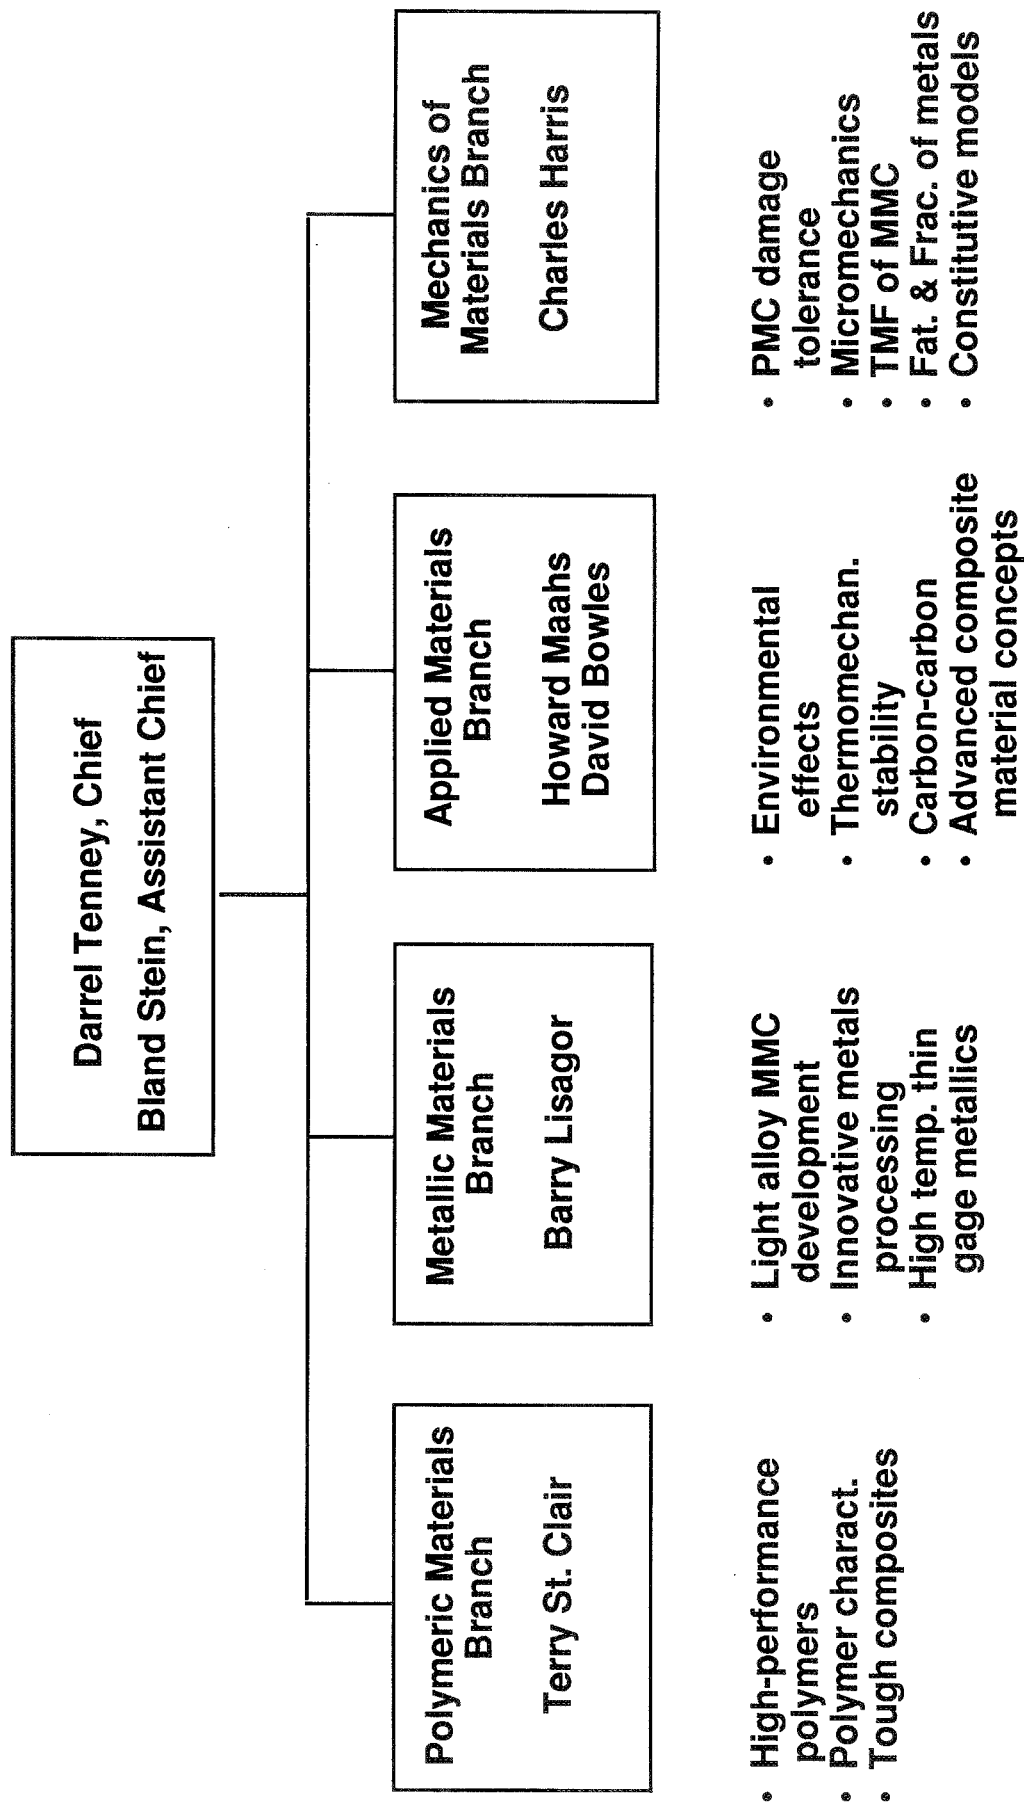 Darrel Tenney, Chief
Bland Stein, Assistant Chief
Polymeric Materials
Branch
Terry St. Clair
Metallic Materials
Branch
Barry Lisagor
Applied Materials
Branch
Howard Maahs
David Bowles
Mechanics of
Materials Branch
Charles Harris
• High-performance
polymers
• Polymer charact.
• Tough composites
• Light alloy MMC
development
• Innovative metals
processing
• High temp. thin
gage metallics
• Environmental
effects
• Thermomechan.
stability
• Carbon-carbon
• Advanced composite
material concepts
• PMC damage
tolerance
• Micromechanics
• TMF of MMC
• Fat. & Frac. of metals
• Constitutive models